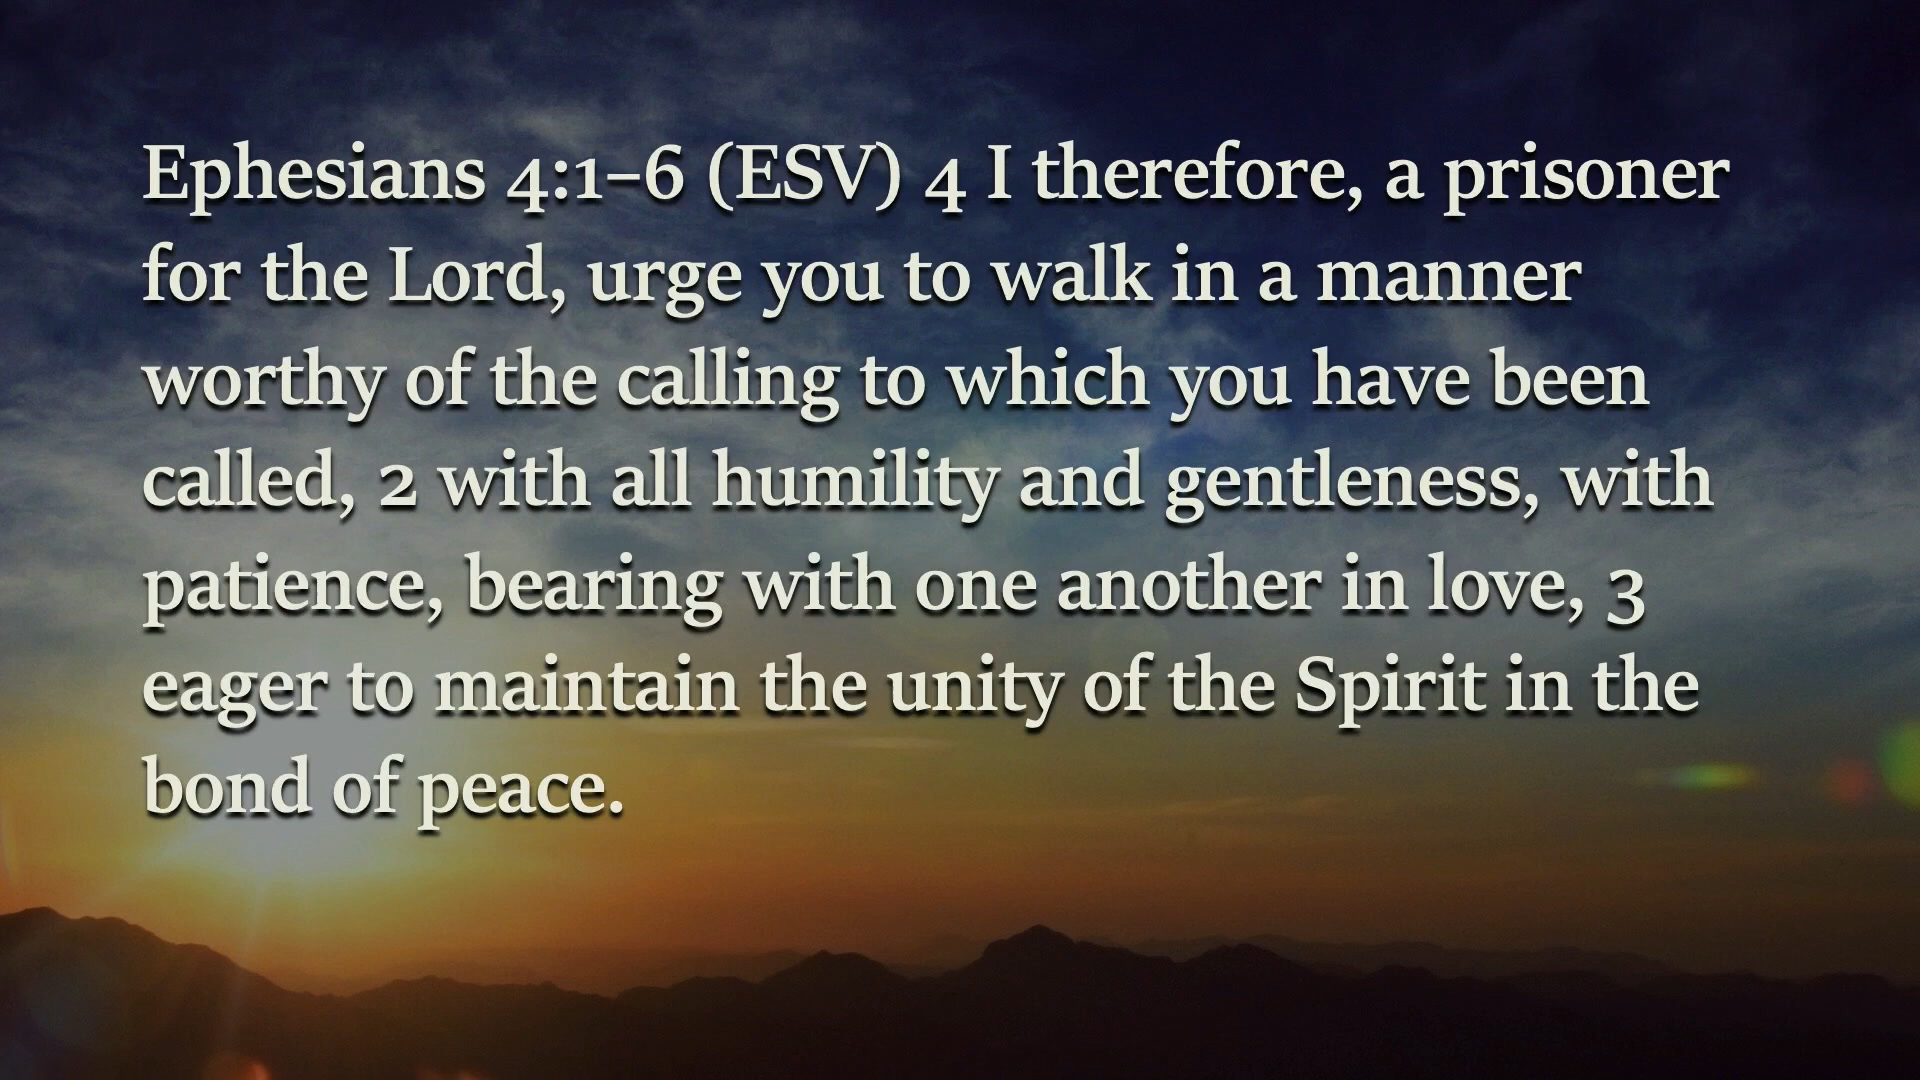 Ephesians 4:1–6 (ESV) 4 I therefore, a prisoner
for the Lord, urge you to walk in a manner
worthy of the calling to which you have been
called, 2 with all humility and gentleness, with
patience, bearing with one another in love, 3
eager to maintain the unity of the Spirit in the
bond of peace.